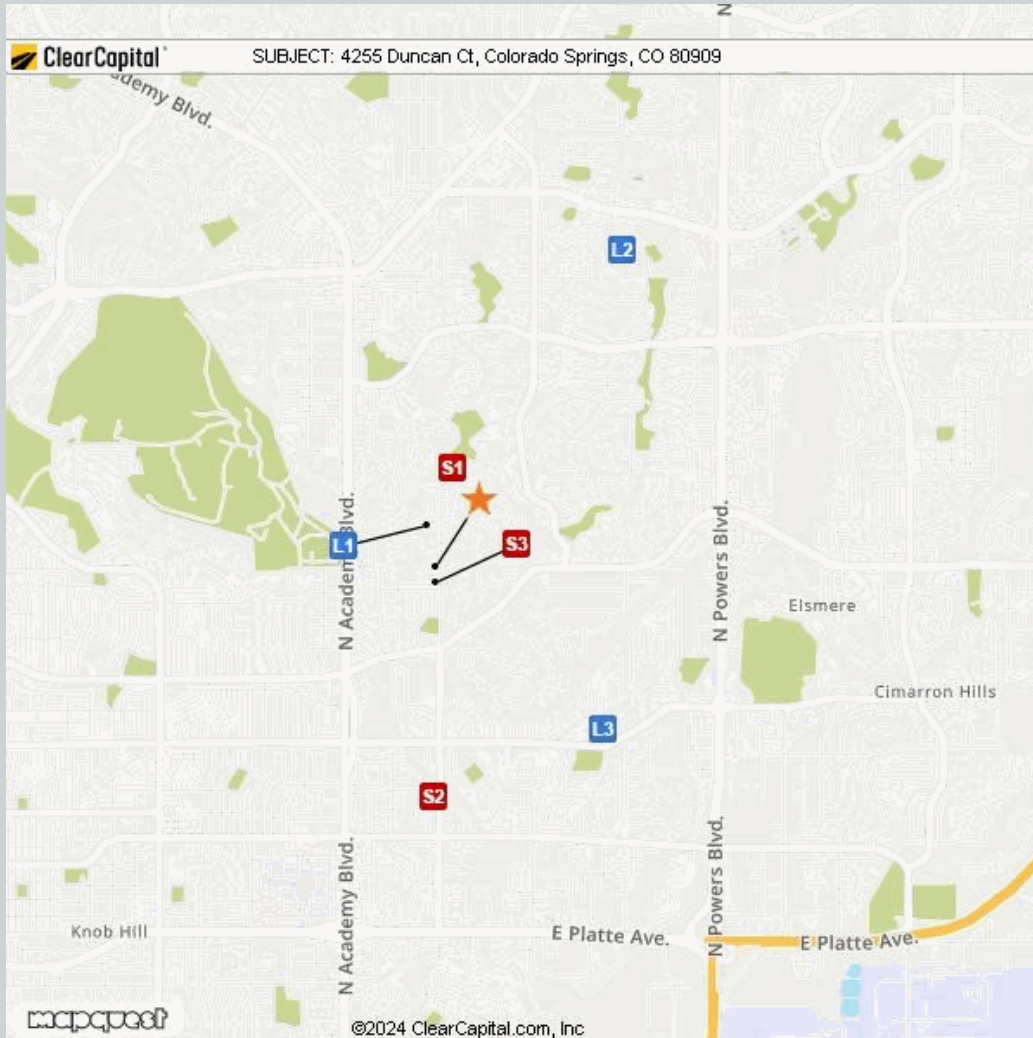 N
ClearCapital
SUBJECT: 4255 Duncan Ct, Colorado Springs, CO 80909
ademy Blvd.
L2
S1
N Academy Blvd.
L1
S3
N Powers Blvd.
Elsmere
Cimarron Hills
L3
S2
N Academy Blvd.
N Powers Blvd.
Knob Hill
E Platte Ave.
E Platte Ave.
mapquest
©2024 ClearCapital.com, Inc